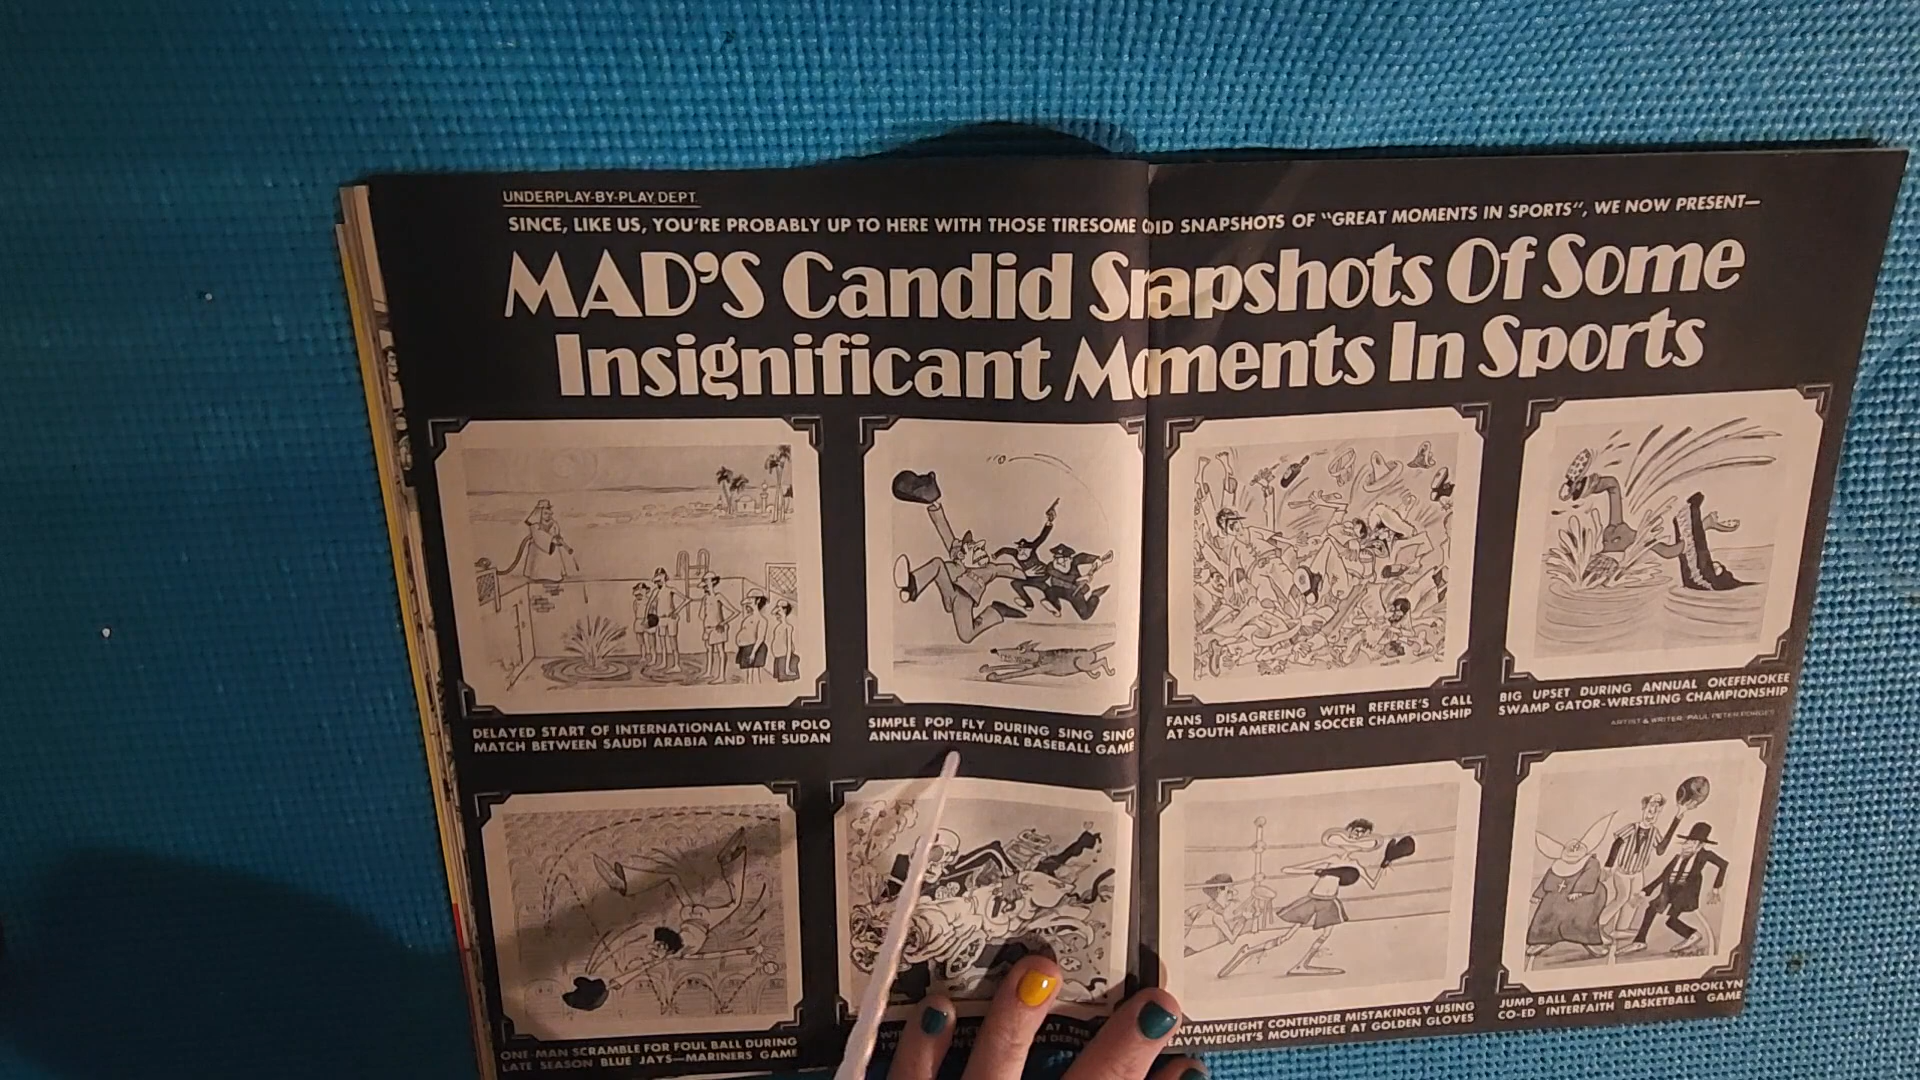 UNDERPLAY-BY-PLAY DEPT.
SINCE, LIKE US, YOU'RE PROBABLY UP TO HERE WITH THOSE TIRESOME OID SNAPSHOTS OF "GREAT MOMENTS IN SPORTS", WE NOW PRESENT—
MAD'S Candid Snapshots Of Some
Insignificant Moments In Sports
DELAYED START OF INTERNATIONAL WATER POLO
MATCH BETWEEN SAUDI ARABIA AND THE SUDAN
SIMPLE POP FLY DURING SING SING
ANNUAL INTERMURAL BASEBALL GAME
FANS DISAGREEING WITH REFEREE'S CALL
AT SOUTH AMERICAN SOCCER CHAMPIONSHIP
BIG UPSET DURING ANNUAL OKEFENOKEE
SWAMP GATOR-WRESTLING CHAMPIONSHIP
ARTIST & WRITER: PAUL PETER PORGES
ONE-MAN SCRAMBLE FOR FOUL BALL DURING
LATE SEASON BLUE JAYS—MARINERS GAME
AT THE
NTAMWEIGHT CONTENDER MISTAKINGLY USING
EAVYWEIGHT'S MOUTHPIECE AT GOLDEN GLOVES
JUMP BALL AT THE ANNUAL BROOKLYN
CO-ED INTERFAITH BASKETBALL GAME